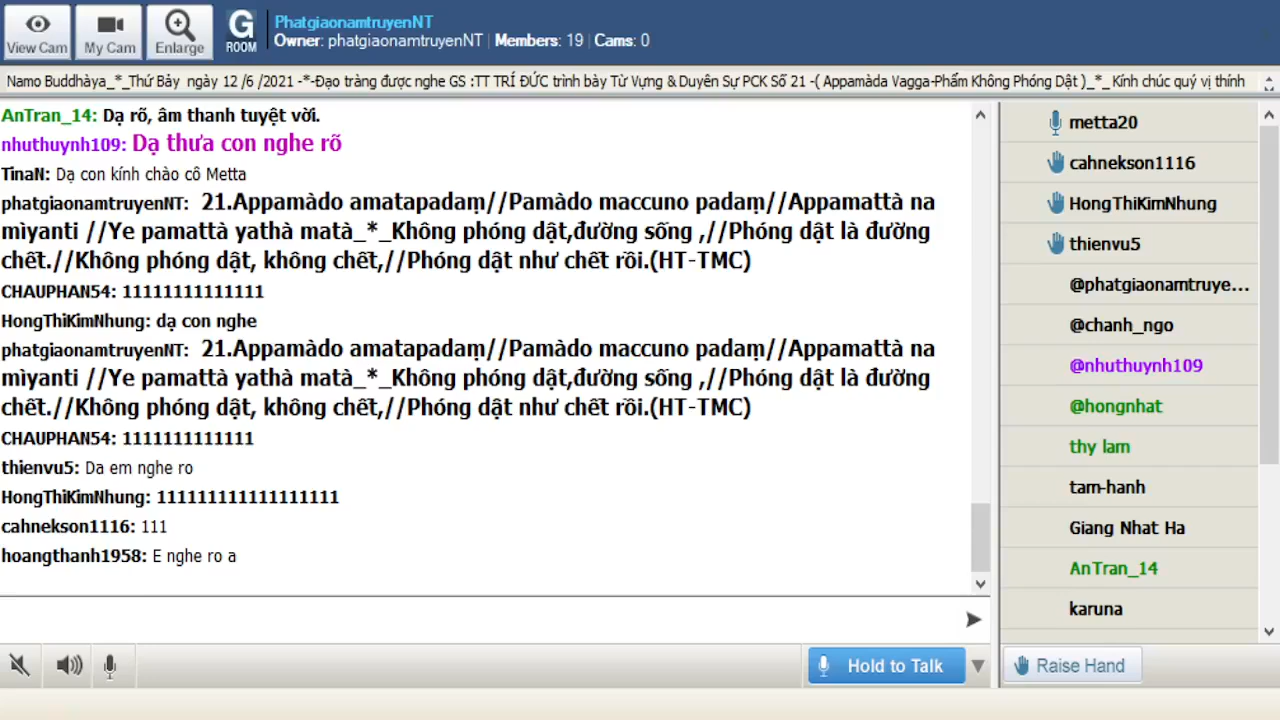 View Cam
My Cam
Enlarge
G
ROOM
PhatgiaonamtruyenNT
Owner: phatgiaonamtruyenNT | Members: 19 | Cams: 0
Namo Buddhàya_*_Thứ Bảy ngày 12 /6 /2021 -*-Đạo tràng được nghe GS :TT TRÍ ĐỨC trình bày Từ Vựng & Duyên Sự PCK Số 21 -( Appamàda Vagga-Phẩm Không Phóng Dật )_*_ Kính chúc quý vị thính
AnTran_14: Dạ rõ, âm thanh tuyệt vời.
nhuthuynh109: Dạ thưa con nghe rõ
TinaN: Dạ con kính chào cô Metta
phatgiaonamtruyenNT: 21.Appamàdo amatapadaṃ//Pamàdo maccuno padaṃ//Appamattà na
mìyanti //Ye pamattà yathà matà_*_Không phóng dật,đường sống ,//Phóng dật là đường
chết.//Không phóng dật, không chết,//Phóng dật như chết rồi.(HT-TMC)
CHAUPHAN54: 11111111111111
HongThiKimNhung: dạ con nghe
phatgiaonamtruyenNT: 21.Appamàdo amatapadaṃ//Pamàdo maccuno padaṃ//Appamattà na
mìyanti //Ye pamattà yathà matà_*_Không phóng dật,đường sống ,//Phóng dật là đường
chết.//Không phóng dật, không chết,//Phóng dật như chết rồi.(HT-TMC)
CHAUPHAN54: 1111111111111
thienvu5: Da em nghe ro
HongThiKimNhung: 111111111111111111
cahnekson1116: 111
hoangthanh1958: E nghe ro a
Hold to Talk
metta20
cahnekson1116
HongThiKimNhung
thienvu5
@phatgiaonamtruye...
@chanh_ngo
@nhuthuynh109
@hongnhat
thy lam
tam-hanh
Giang Nhat Ha
AnTran_14
karuna
Raise Hand